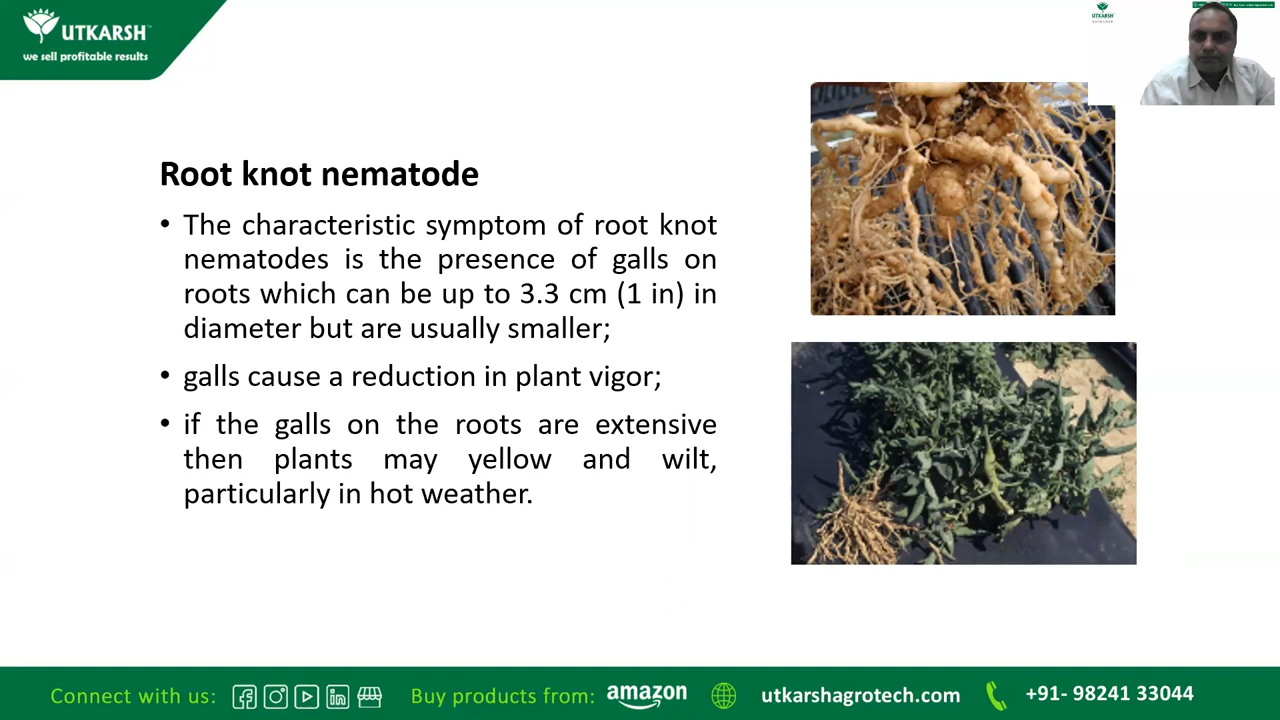 UTKARSH
we sell profitable results
UTKARSH
Root knot nematode
• The characteristic symptom of root knot
nematodes is the presence of galls on
roots which can be up to 3.3 cm (1 in) in
diameter but are usually smaller;
• galls cause a reduction in plant vigor;
• if the galls on the roots are extensive
then plants may yellow and wilt,
particularly in hot weather.
Connect with us: Buy products from: amazon utkarshagrotech.com +91- 98241 33044